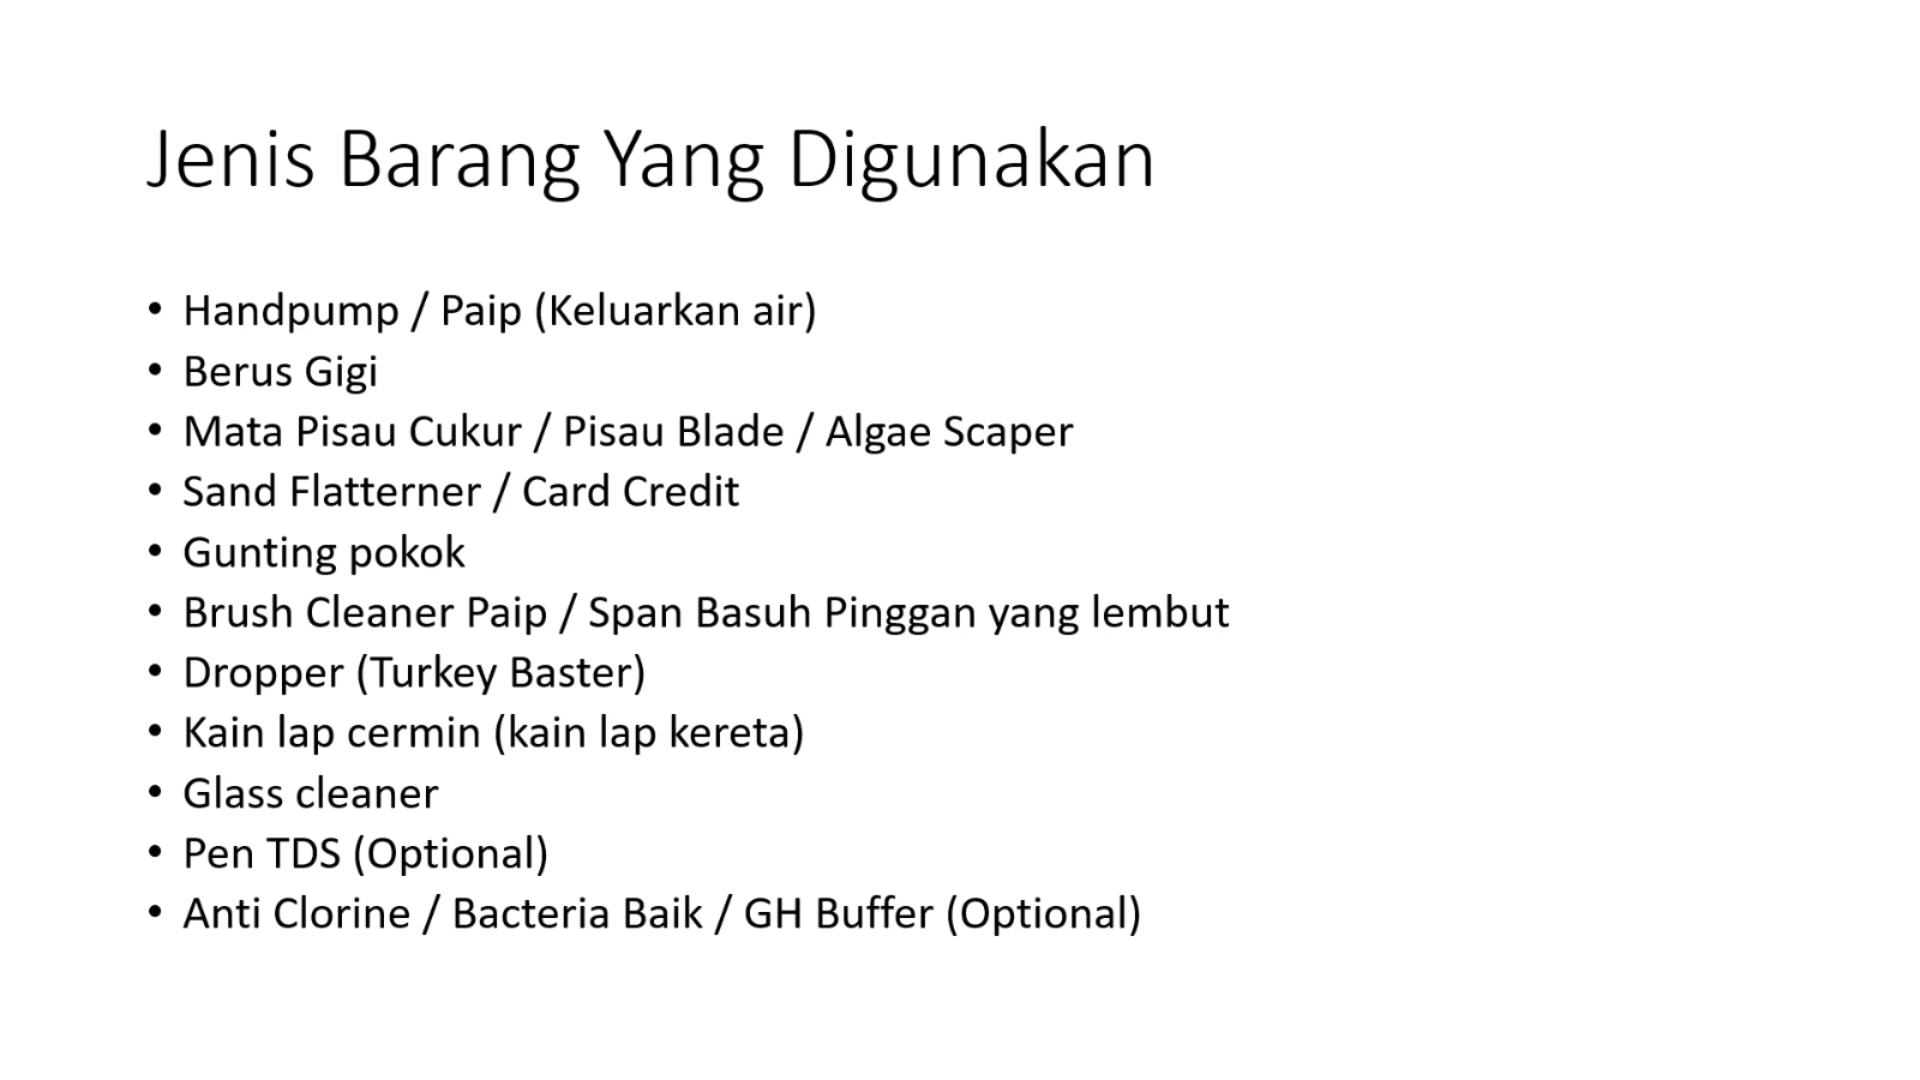 Jenis Barang Yang Digunakan
• Handpump / Paip (Keluarkan air)
• Berus Gigi
• Mata Pisau Cukur / Pisau Blade / Algae Scaper
• Sand Flatterner / Card Credit
• Gunting pokok
• Brush Cleaner Paip / Span Basuh Pinggan yang lembut
• Dropper (Turkey Baster)
• Kain lap cermin (kain lap kereta)
• Glass cleaner
• Pen TDS (Optional)
• Anti Clorine / Bacteria Baik / GH Buffer (Optional)